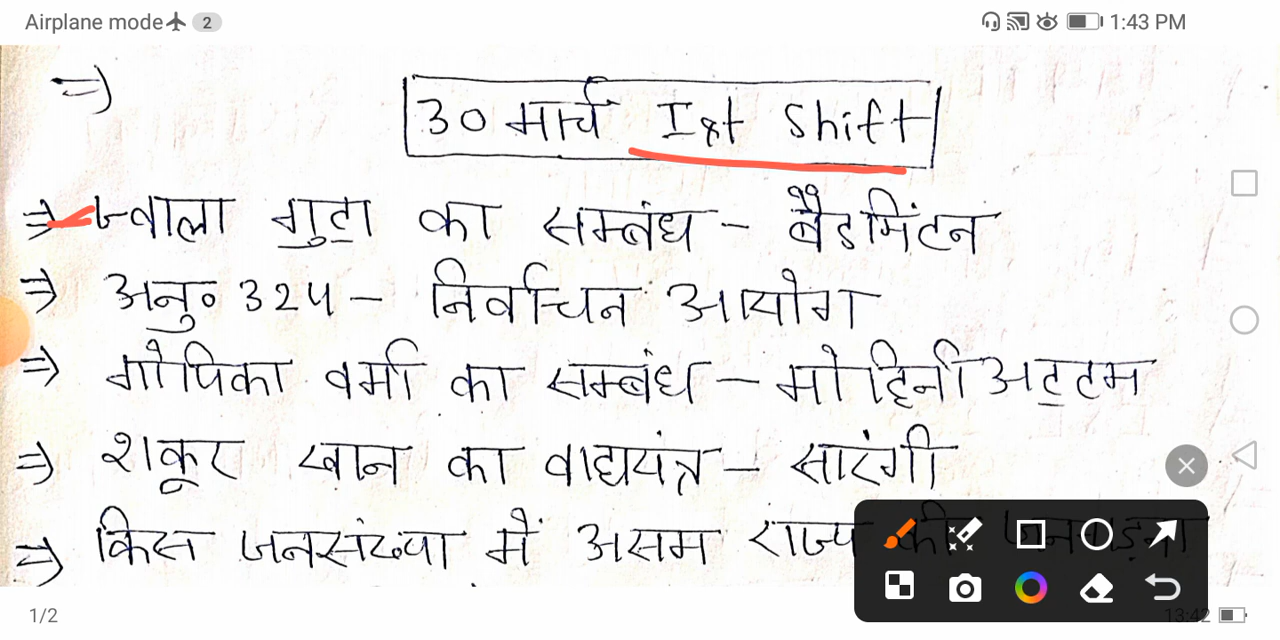 Airplane mode 2 1:43 PM
=)
30 मार्च Ist Shift
=> ज्वाला गुटा का सम्बंध - बैडमिंटन
=> अनु० 324 - निर्वाचन आयोग
=> गोपिका वर्मा का सम्बंध - मोहिनीअट्टम
=> शकूर खान का वाद्ययंत्र - सारंगी
=> किस जनसंख्या में असम राज्य की
1/2 13:42